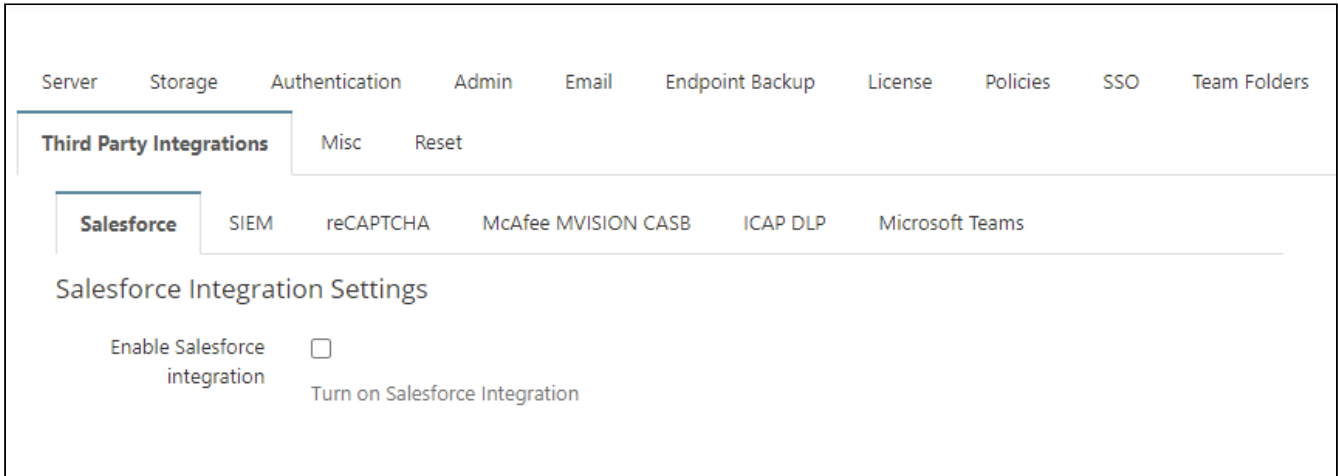 Server Storage Authentication Admin Email Endpoint Backup License Policies SSO Team Folders
Third Party Integrations Misc Reset
Salesforce SIEM reCAPTCHA McAfee MVISION CASB ICAP DLP Microsoft Teams
Salesforce Integration Settings
Enable Salesforce
integration
Turn on Salesforce Integration